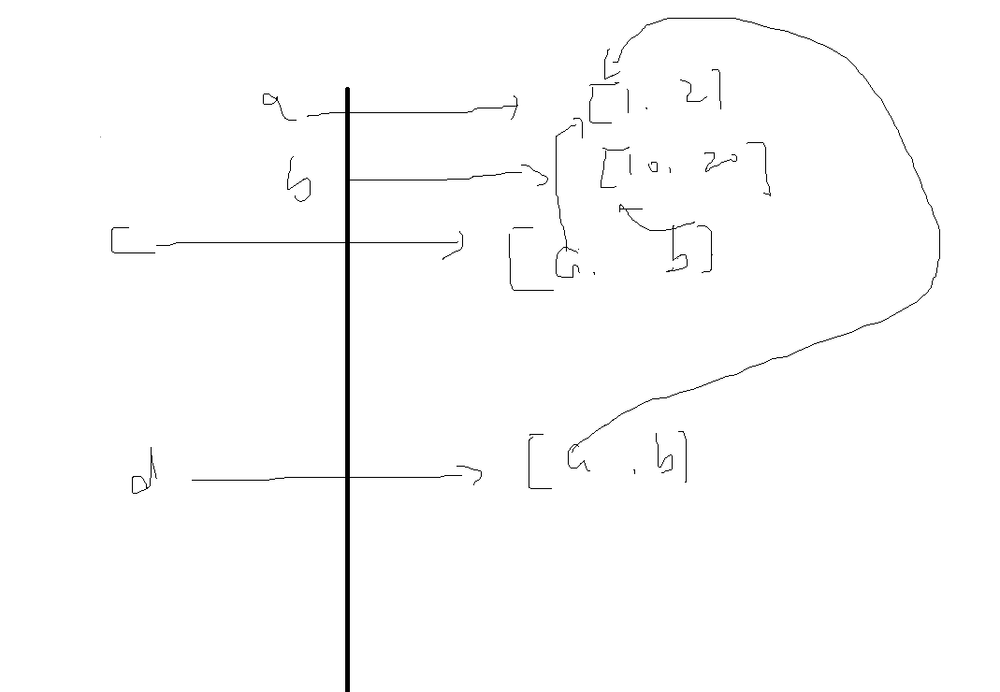 a [1, 2]
b [10, 20]
c [a, b]
d [a, b]